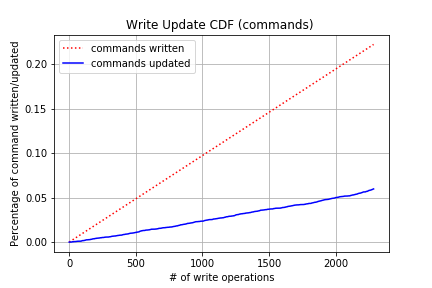 Write Update CDF (commands)
commands written
commands updated
Percentage of command written/updated
0.20
0.15
0.10
0.05
0.00
0
500
1000
1500
2000
# of write operations